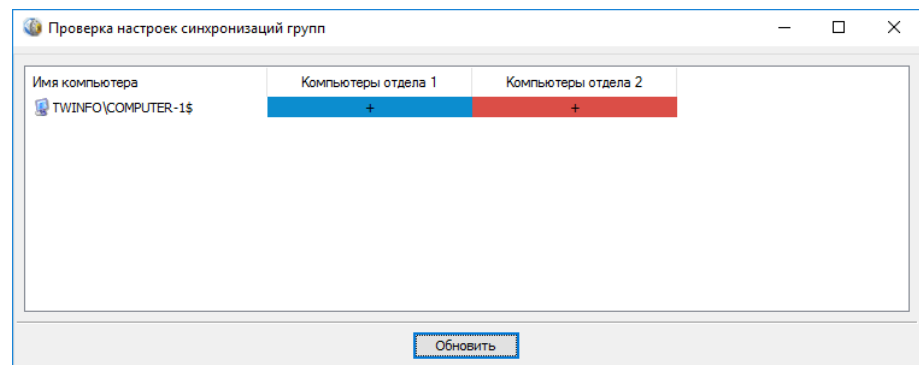 Проверка настроек синхронизаций групп
Имя компьютера Компьютеры отдела 1 Компьютеры отдела 2
TWINFO\COMPUTER-1$ + +
Обновить